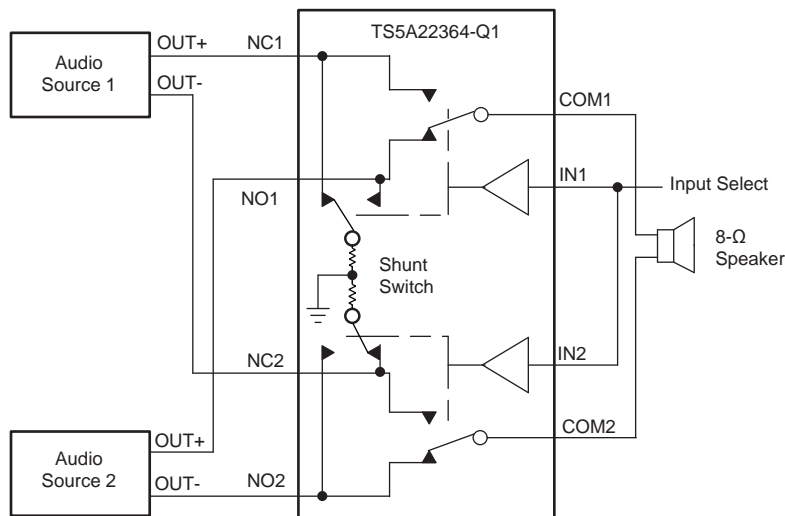 TS5A22364-Q1
Audio
Source 1
OUT+
OUT-
NC1
COM1
IN1
Input Select
NO1
Shunt
Switch
8-Ω
Speaker
NC2
IN2
COM2
Audio
Source 2
OUT+
OUT-
NO2